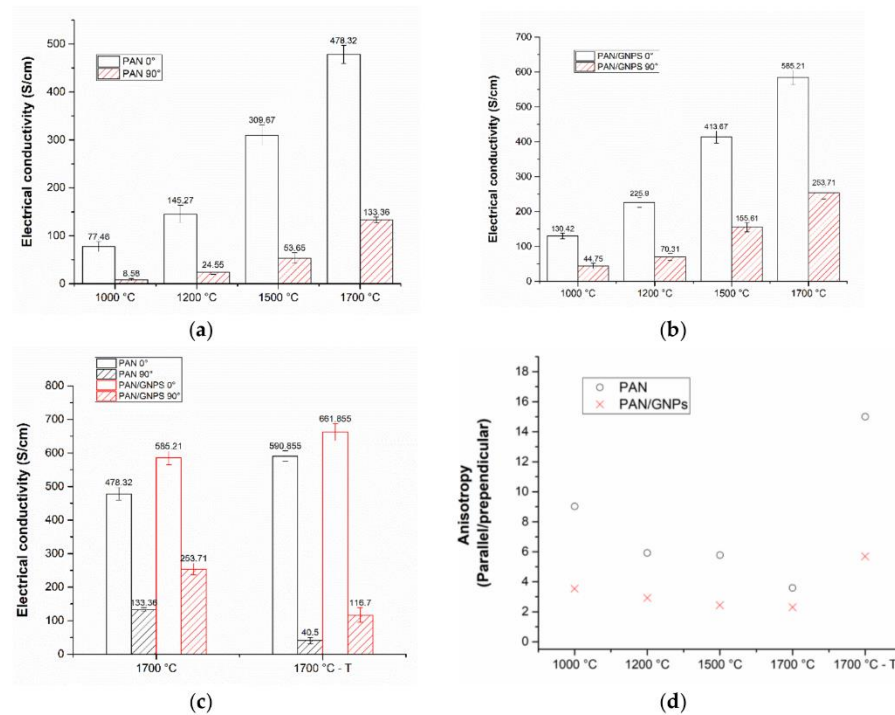 Electrical conductivity (S/cm)
500
400
300
200
100
0
PAN 0°
PAN 90°
77.46
8.58
145.27
24.55
309.67
53.65
478.32
133.36
1000 °C
1200 °C
1500 °C
1700 °C
(a)
Electrical conductivity (S/cm)
700
600
500
400
300
200
100
0
PAN/GNPS 0°
PAN/GNPS 90°
130.42
44.75
225.9
70.31
413.67
155.61
585.21
253.71
1000 °C
1200 °C
1500 °C
1700 °C
(b)
PAN 0°
PAN 90°
PAN/GNPS 0°
PAN/GNPS 90°
Electrical conductivity (S/cm)
800
700
600
500
400
300
200
100
0
478.32
133.36
585.21
253.71
590.855
40.5
661.855
116.7
1700 °C
1700 °C - T
(c)
Anisotropy
(Parallel/prependicular)
18
16
14
12
10
8
6
4
2
0
PAN
PAN/GNPs
1000 °C
1200 °C
1500 °C
1700 °C
1700 °C - T
(d)